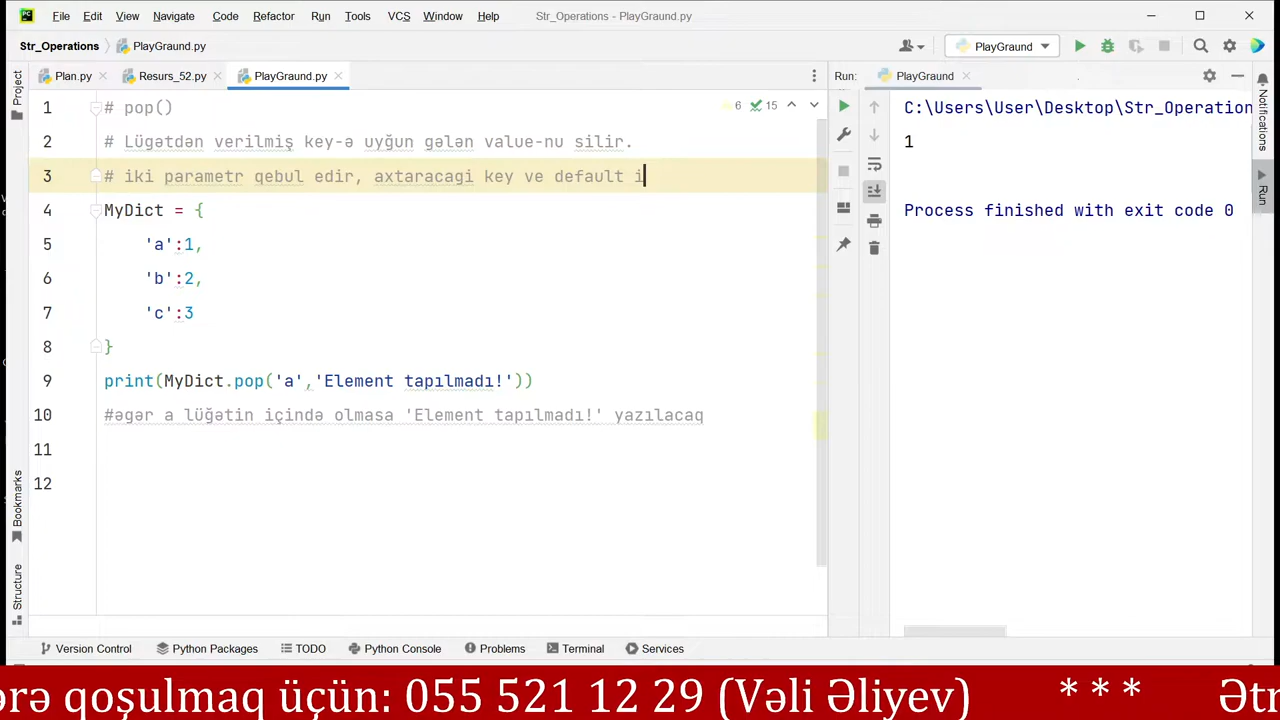 File Edit View Navigate Code Refactor Run Tools VCS Window Help Str_Operations - PlayGraund.py
Str_Operations PlayGraund.py PlayGraund
Plan.py Resurs_52.py PlayGraund.py Run: PlayGraund
Project
Bookmarks
Structure
6 15
1 # pop()
2 # Lügətdən verilmiş key-ə uyğun gələn value-nu silir.
3 # iki parametr qebul edir, axtaracagi key ve default i
4 MyDict = {
5 'a':1,
6 'b':2,
7 'c':3
8 }
9 print(MyDict.pop('a','Element tapılmadı!'))
10 #əgər a lüğətin içində olmasa 'Element tapılmadı!' yazılacaq
11
12
C:\Users\User\Desktop\Str_Operation
1
Process finished with exit code 0
Notifications
Run
Version Control Python Packages TODO Python Console Problems Terminal Services
ərə qoşulmaq üçün: 055 521 12 29 (Vəli Əliyev) * * * Ətr